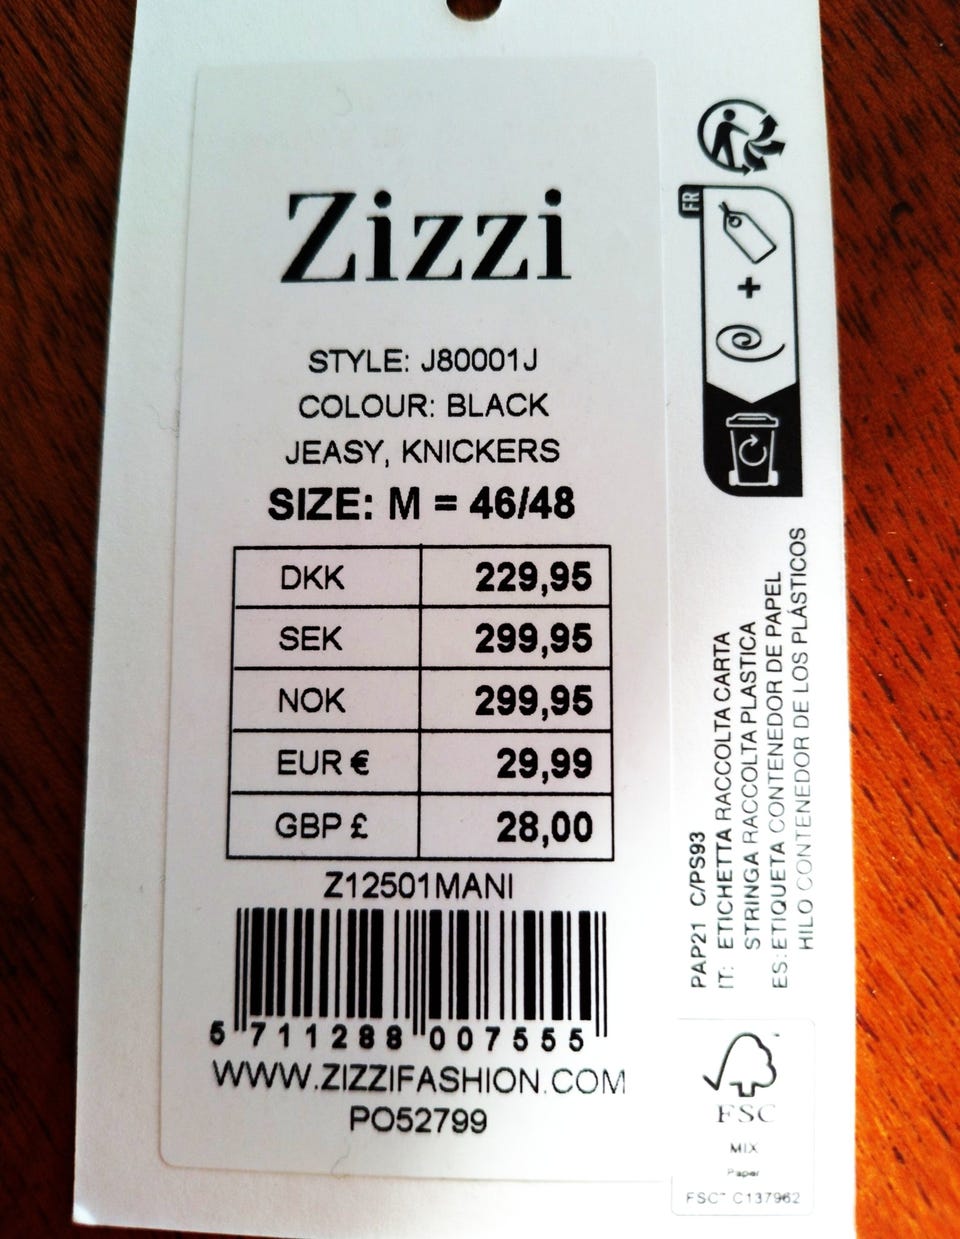 Zizzi
STYLE: J80001J
COLOUR: BLACK
JEASY, KNICKERS
SIZE: M = 46/48
DKK 229,95
SEK 299,95
NOK 299,95
EUR € 29,99
GBP £ 28,00
Z12501MANI
5 711288 007555
WWW.ZIZZIFASHION.COM
PO52799
FR
+
PAP21 C/PS93
IT: ETICHETTA RACCOLTA CARTA
STRINGA RACCOLTA PLASTICA
ES: ETIQUETA CONTENEDOR DE PAPEL
HILO CONTENEDOR DE LOS PLÁSTICOS
FSC
MIX
Paper
FSC™ C137962